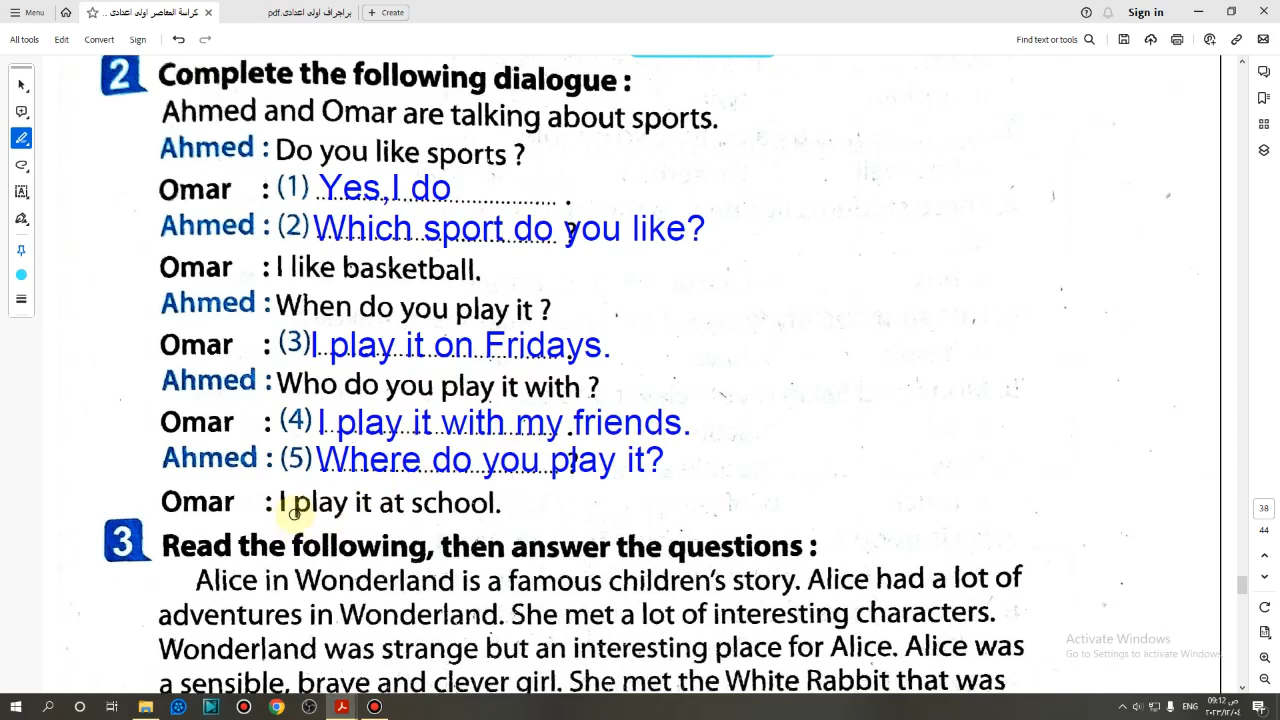 Menu
كراسة المعاصر اولى اعدادى ..
براجراف اولى اعدادى.pdf
Create
Sign in
All tools
Edit
Convert
Sign
Find text or tools
2 Complete the following dialogue :
Ahmed and Omar are talking about sports.
Ahmed : Do you like sports ?
Omar : (1) Yes,I do .
Ahmed : (2) Which sport do you like? ?
Omar : I like basketball.
Ahmed : When do you play it ?
Omar : (3) I play it on Fridays. .
Ahmed : Who do you play it with ?
Omar : (4) I play it with my friends. .
Ahmed : (5) Where do you play it? ?
Omar : I play it at school.
3 Read the following, then answer the questions :
Alice in Wonderland is a famous children's story. Alice had a lot of
adventures in Wonderland. She met a lot of interesting characters.
Wonderland was strange but an interesting place for Alice. Alice was
a sensible, brave and clever girl. She met the White Rabbit that was
38
44
Activate Windows
Go to Settings to activate Windows.
ENG
09:12 ص
٢٠٢٣/١٢/٠٤